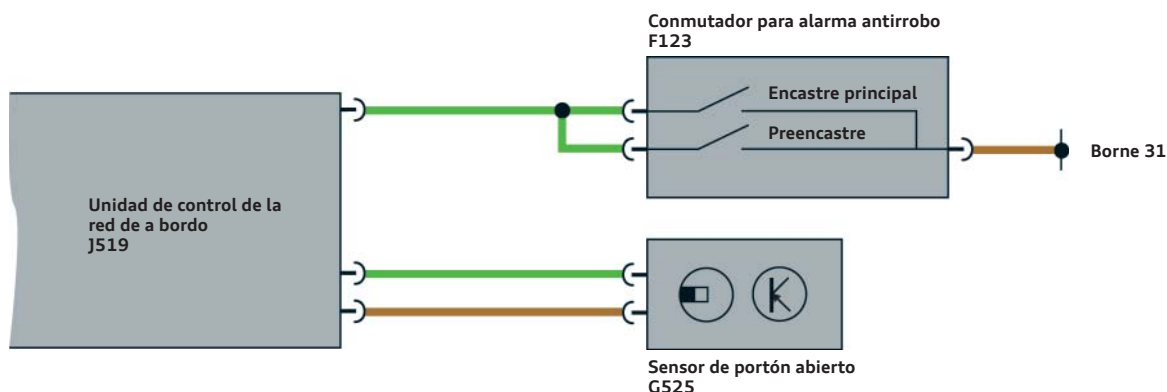 Conmutador para alarma antirrobo
F123
Encastre principal
Preencastre
Borne 31
Unidad de control de la
red de a bordo
J519
Sensor de portón abierto
G525